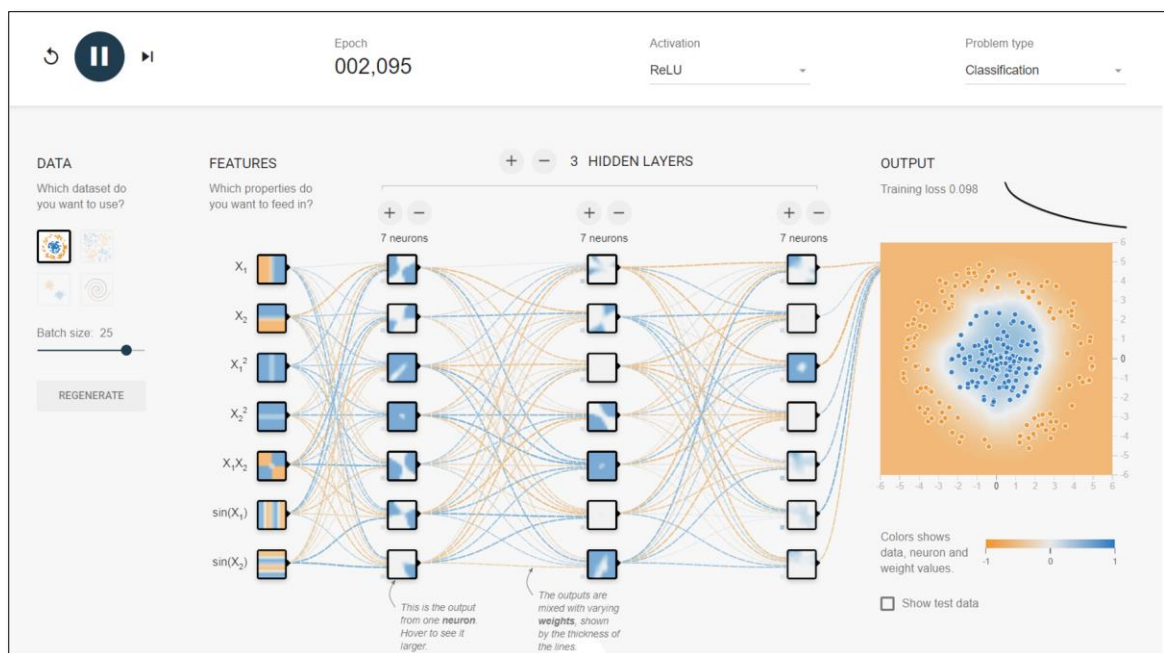 Epoch
002,095
Activation
ReLU
Problem type
Classification
DATA
Which dataset do
you want to use?
Batch size: 25
REGENERATE
FEATURES
Which properties do
you want to feed in?
X₁
X₂
X₁²
X₂²
X₁X₂
sin(X₁)
sin(X₂)
+ − 3 HIDDEN LAYERS
+ −
7 neurons
+ −
7 neurons
+ −
7 neurons
This is the output
from one neuron.
Hover to see it
larger.
The outputs are
mixed with varying
weights, shown
by the thickness of
the lines.
OUTPUT
Training loss 0.098
6
5
4
3
2
1
0
-1
-2
-3
-4
-5
-6
-6 -5 -4 -3 -2 -1 0 1 2 3 4 5 6
Colors shows
data, neuron and
weight values.
-1 0 1
Show test data